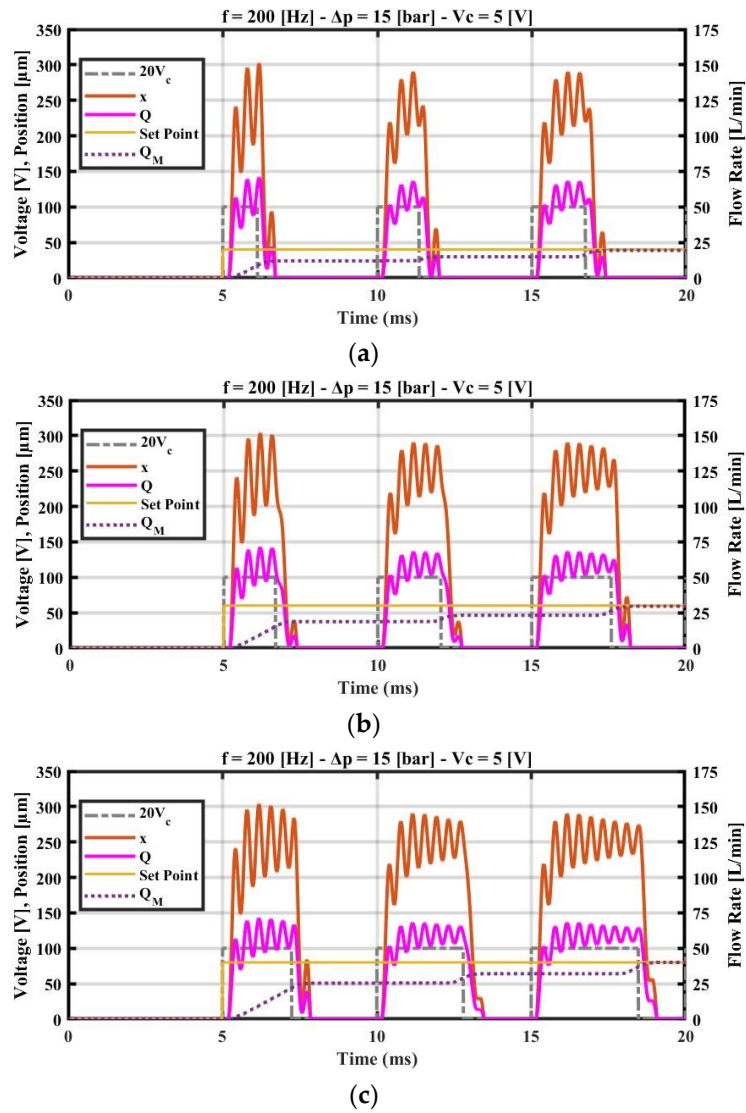 f = 200 [Hz] - Δp = 15 [bar] - Vc = 5 [V]
Voltage [V], Position [µm]
350
300
250
200
150
100
50
0
20Vc
x
Q
Set Point
QM
175
150
125
100
75
50
25
0
Flow Rate [L/min]
0 5 10 15 20
Time (ms)
(a)
f = 200 [Hz] - Δp = 15 [bar] - Vc = 5 [V]
Voltage [V], Position [µm]
350
300
250
200
150
100
50
0
20Vc
x
Q
Set Point
QM
175
150
125
100
75
50
25
0
Flow Rate [L/min]
0 5 10 15 20
Time (ms)
(b)
f = 200 [Hz] - Δp = 15 [bar] - Vc = 5 [V]
Voltage [V], Position [µm]
350
300
250
200
150
100
50
0
20Vc
x
Q
Set Point
QM
175
150
125
100
75
50
25
0
Flow Rate [L/min]
0 5 10 15 20
Time (ms)
(c)